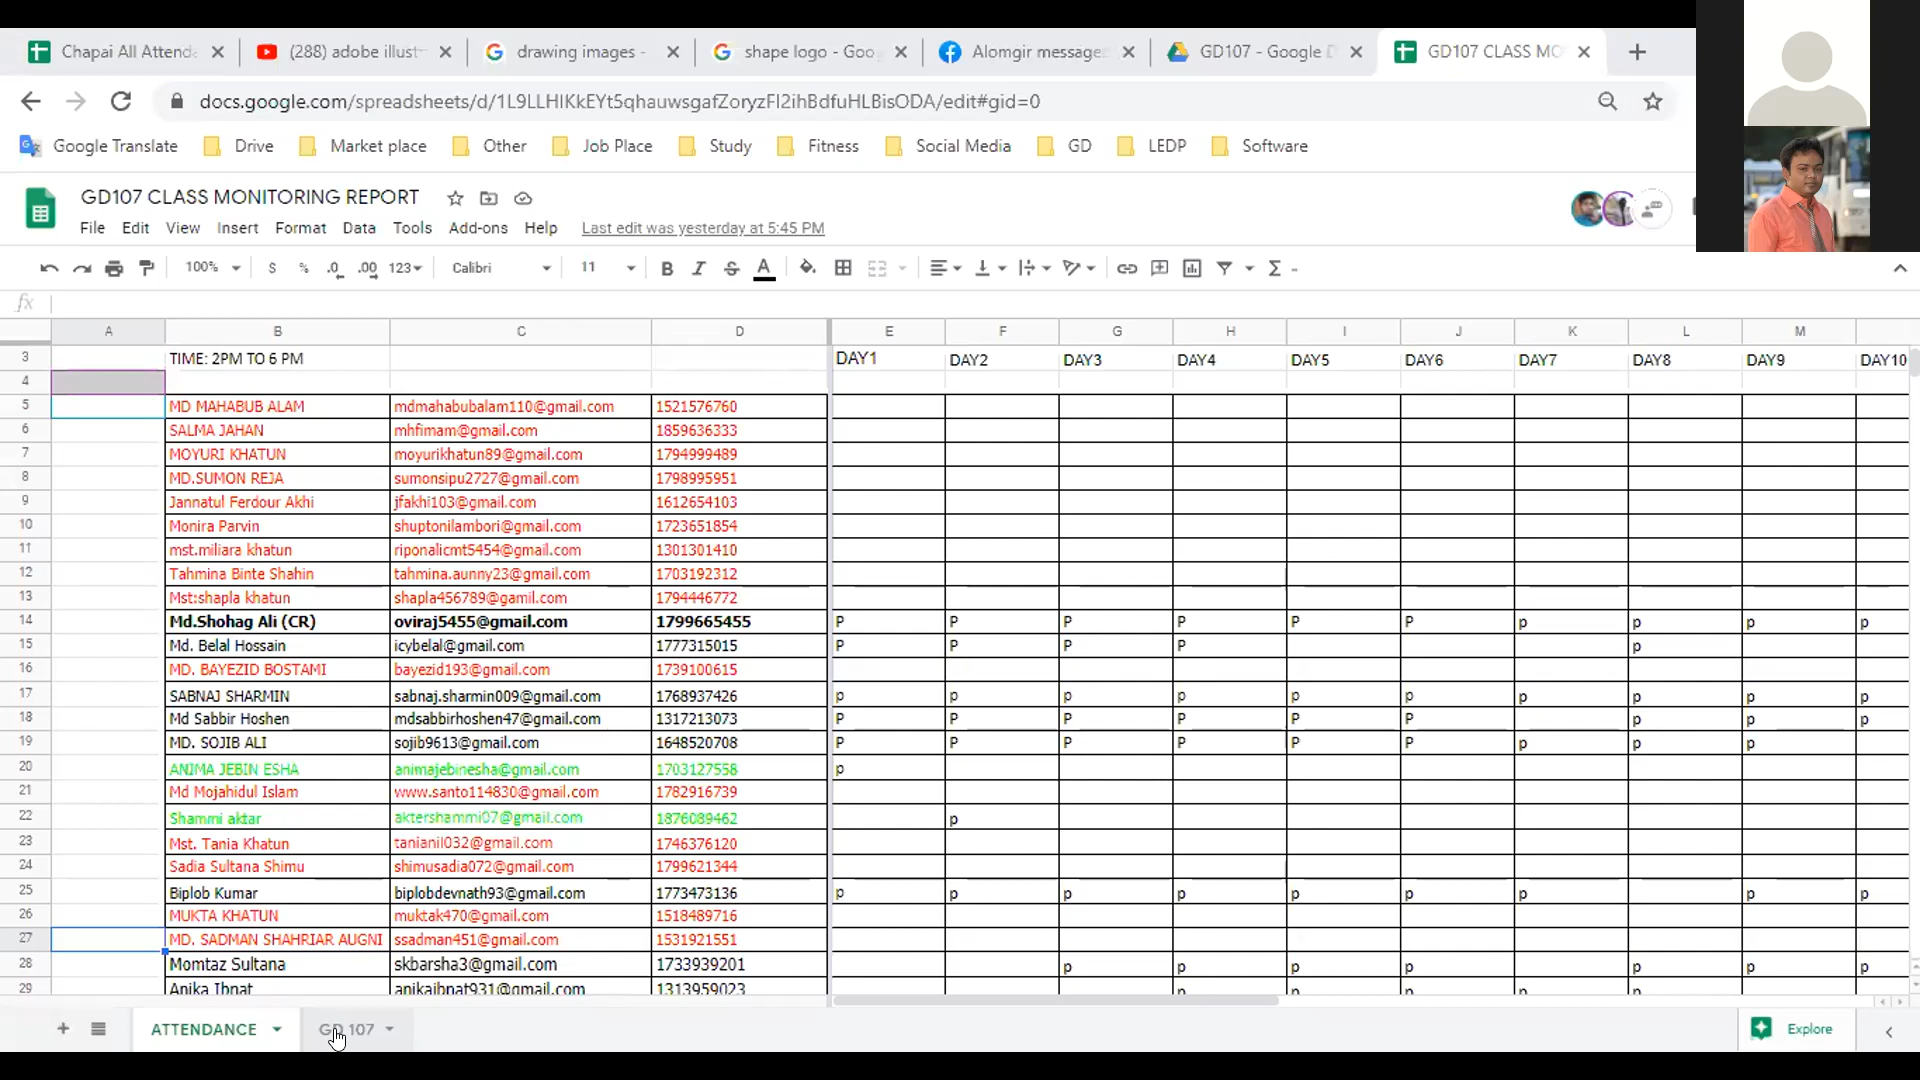 Chapai All Attenda
(288) adobe illustr
drawing images -
shape logo - Goog
Alomgir messages
GD107 - Google D
GD107 CLASS MO
docs.google.com/spreadsheets/d/1L9LLHIKkEYt5qhauwsgafZoryzFI2ihBdfuHLBisODA/edit#gid=0
Google Translate Drive Market place Other Job Place Study Fitness Social Media GD LEDP Software
GD107 CLASS MONITORING REPORT
File Edit View Insert Format Data Tools Add-ons Help Last edit was yesterday at 5:45 PM
100% $ % .0 .00 123 Calibri 11 B I S A Σ
fx
A B C D E F G H I J K L M
3 TIME: 2PM TO 6 PM DAY1 DAY2 DAY3 DAY4 DAY5 DAY6 DAY7 DAY8 DAY9 DAY10
4
5 MD MAHABUB ALAM mdmahabubalam110@gmail.com 1521576760
6 SALMA JAHAN mhfimam@gmail.com 1859636333
7 MOYURI KHATUN moyurikhatun89@gmail.com 1794999489
8 MD.SUMON REJA sumonsipu2727@gmail.com 1798995951
9 Jannatul Ferdour Akhi jfakhi103@gmail.com 1612654103
10 Monira Parvin shuptonilambori@gmail.com 1723651854
11 mst.miliara khatun riponalicmt5454@gmail.com 1301301410
12 Tahmina Binte Shahin tahmina.aunny23@gmail.com 1703192312
13 Mst:shapla khatun shapla456789@gamil.com 1794446772
14 Md.Shohag Ali (CR) oviraj5455@gmail.com 1799665455 P P P P P P p p p p
15 Md. Belal Hossain icybelal@gmail.com 1777315015 P P P P p
16 MD. BAYEZID BOSTAMI bayezid193@gmail.com 1739100615
17 SABNAJ SHARMIN sabnaj.sharmin009@gmail.com 1768937426 p p p p p p p p p p
18 Md Sabbir Hoshen mdsabbirhoshen47@gmail.com 1317213073 P P P P P P p p p
19 MD. SOJIB ALI sojib9613@gmail.com 1648520708 P P P P P P p p p
20 ANIMA JEBIN ESHA animajebinesha@gmail.com 1703127558 p
21 Md Mojahidul Islam www.santo114830@gmail.com 1782916739
22 Shammi aktar aktershammi07@gmail.com 1876089462 p
23 Mst. Tania Khatun tanianil032@gmail.com 1746376120
24 Sadia Sultana Shimu shimusadia072@gmail.com 1799621344
25 Biplob Kumar biplobdevnath93@gmail.com 1773473136 p p p p p p p p p
26 MUKTA KHATUN muktak470@gmail.com 1518489716
27 MD. SADMAN SHAHRIAR AUGNI ssadman451@gmail.com 1531921551
28 Momtaz Sultana skbarsha3@gmail.com 1733939201 p p p p p p p
29 Anika Ibnat anikaibnat931@gmail.com 1313959023 p p p p p p
ATTENDANCE GD 107 Explore